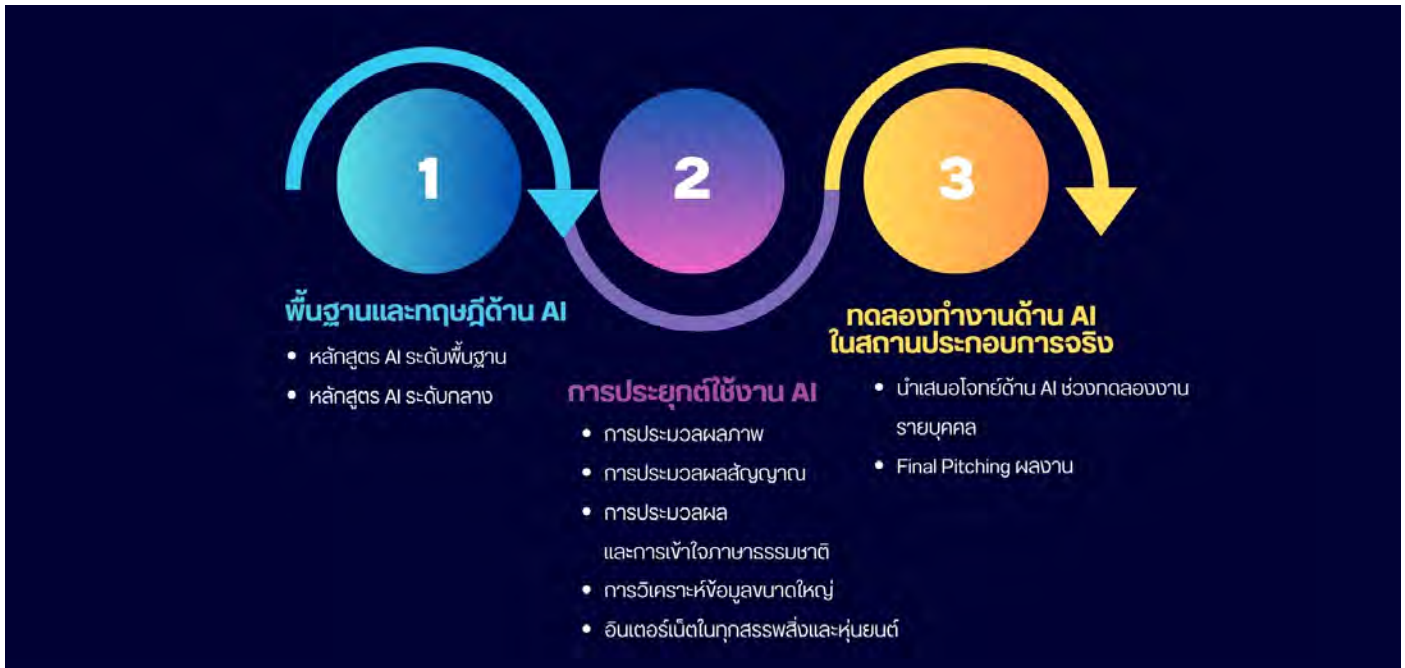 1
พื้นฐานและทฤษฎีด้าน AI
• หลักสูตร AI ระดับพื้นฐาน
• หลักสูตร AI ระดับกลาง
2
การประยุกต์ใช้งาน AI
• การประมวลผลภาพ
• การประมวลผลสัญญาณ
• การประมวลผล
และการเข้าใจภาษาธรรมชาติ
• การวิเคราะห์ข้อมูลขนาดใหญ่
• อินเตอร์เน็ตในทุกสรรพสิ่งและหุ่นยนต์
3
ทดลองทำงานด้าน AI
ในสถานประกอบการจริง
• นำเสนอโจทย์ด้าน AI ช่วงทดลองงาน
รายบุคคล
• Final Pitching ผลงาน